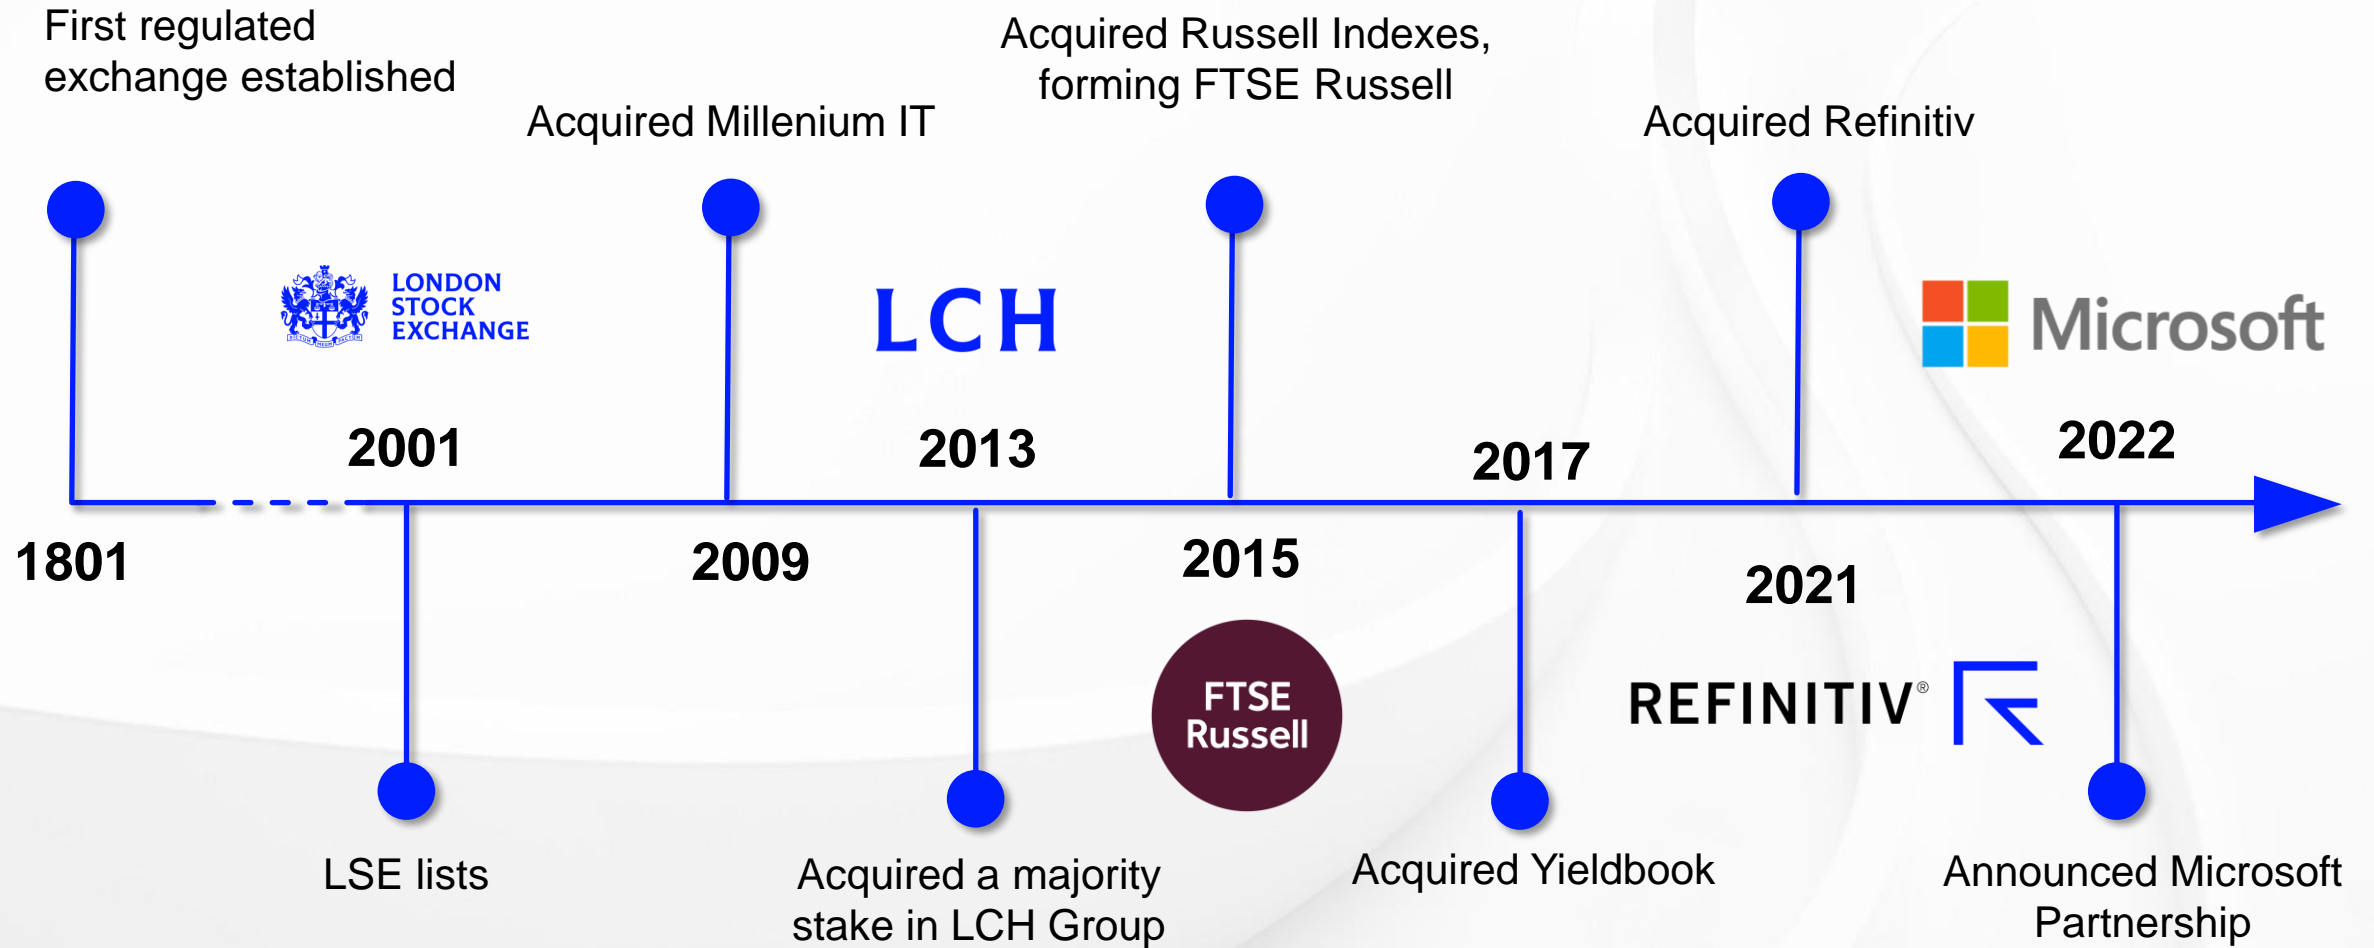 First regulated
exchange established
Acquired Millenium IT
Acquired Russell Indexes,
forming FTSE Russell
Acquired Refinitiv
LONDON
STOCK
EXCHANGE
LCH
Microsoft
2001
2013
2017
2022
1801
2009
2015
2021
FTSE
Russell
REFINITIV®
LSE lists
Acquired a majority
stake in LCH Group
Acquired Yieldbook
Announced Microsoft
Partnership